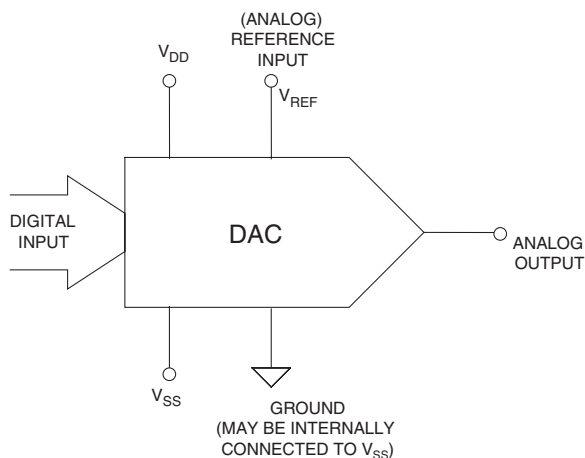 (ANALOG)
REFERENCE
INPUT
V_DD
V_REF
DIGITAL
INPUT
DAC
ANALOG
OUTPUT
V_SS
GROUND
(MAY BE INTERNALLY
CONNECTED TO V_SS)